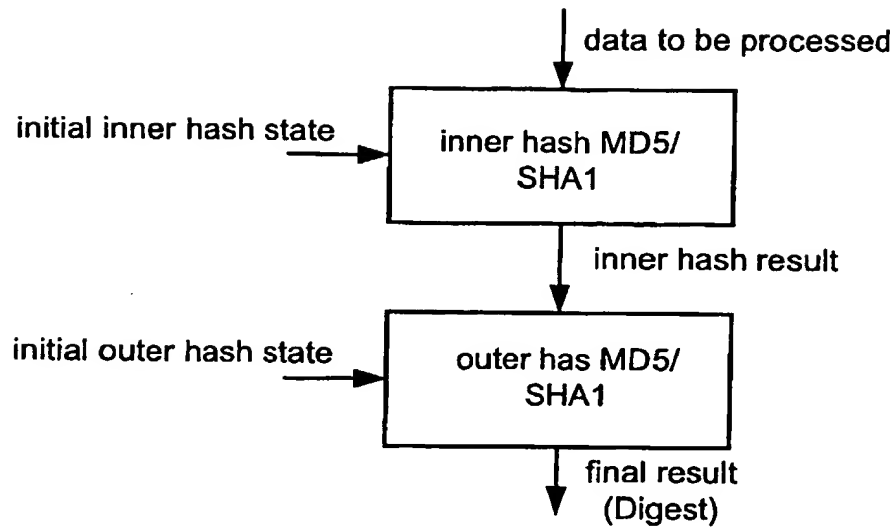 data to be processed
initial inner hash state
inner hash MD5/
SHA1
inner hash result
initial outer hash state
outer has MD5/
SHA1
final result
(Digest)